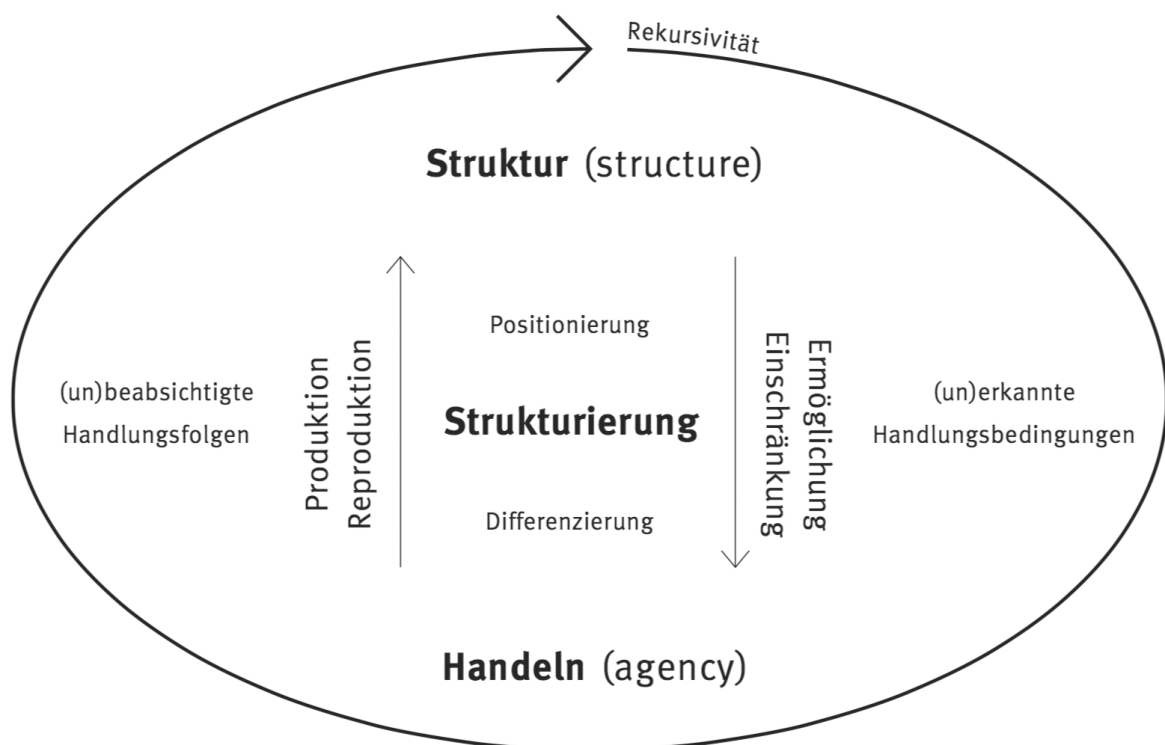 Rekursivität
Struktur (structure)
Positionierung
(un)beabsichtigte
Handlungsfolgen
Produktion
Reproduktion
Strukturierung
Ermöglichung
Einschränkung
(un)erkannte
Handlungsbedingungen
Differenzierung
Handeln (agency)